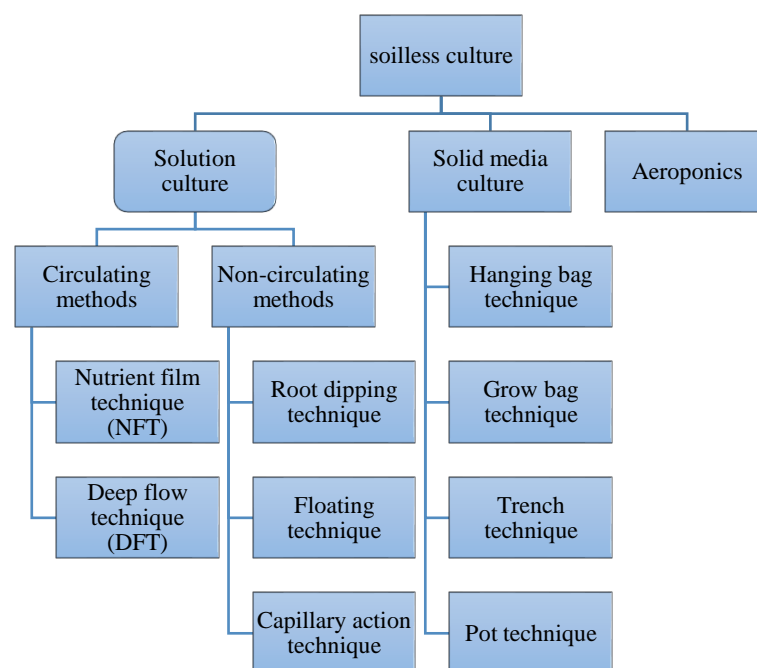 soilless culture
Solution
culture
Solid media
culture
Aeroponics
Circulating
methods
Non-circulating
methods
Hanging bag
technique
Nutrient film
technique
(NFT)
Root dipping
technique
Grow bag
technique
Deep flow
technique
(DFT)
Floating
technique
Trench
technique
Capillary action
technique
Pot technique